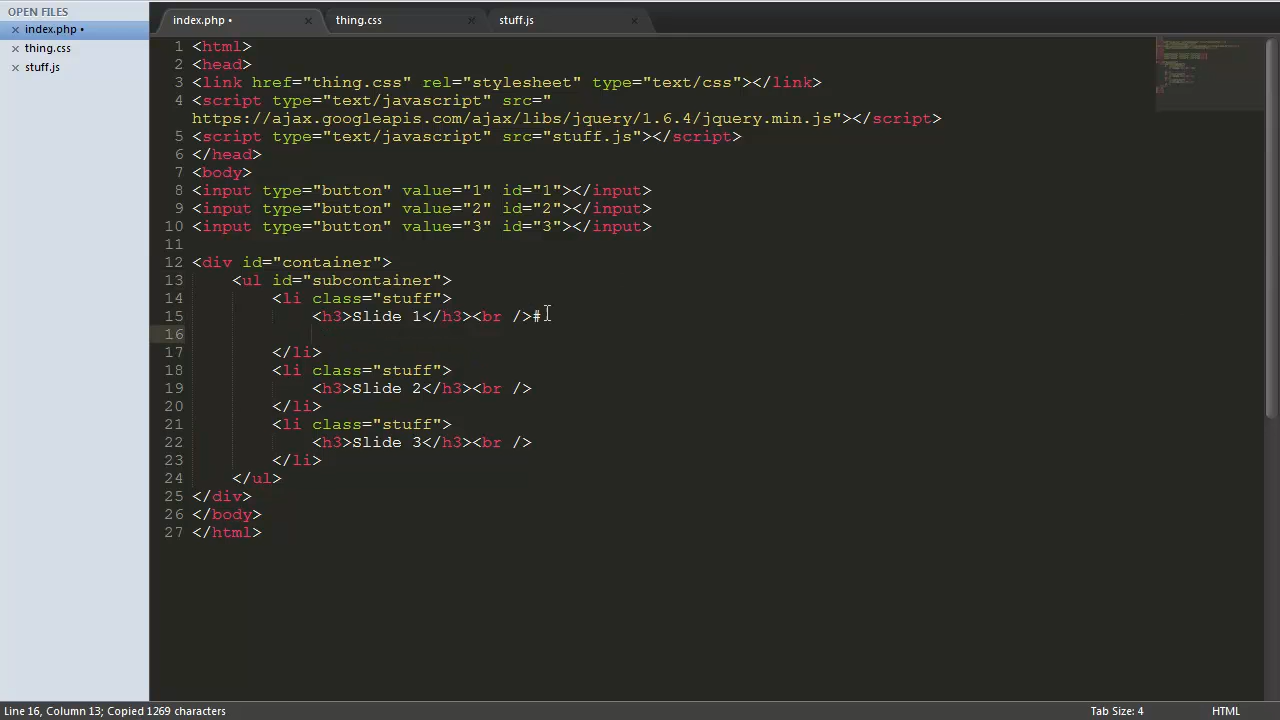 OPEN FILES
index.php •
thing.css
stuff.js
index.php •
thing.css
stuff.js
1 <html>
2 <head>
3 <link href="thing.css" rel="stylesheet" type="text/css"></link>
4 <script type="text/javascript" src="
https://ajax.googleapis.com/ajax/libs/jquery/1.6.4/jquery.min.js"></script>
5 <script type="text/javascript" src="stuff.js"></script>
6 </head>
7 <body>
8 <input type="button" value="1" id="1"></input>
9 <input type="button" value="2" id="2"></input>
10 <input type="button" value="3" id="3"></input>
11
12 <div id="container">
13 <ul id="subcontainer">
14 <li class="stuff">
15 <h3>Slide 1</h3><br />#
16
17 </li>
18 <li class="stuff">
19 <h3>Slide 2</h3><br />
20 </li>
21 <li class="stuff">
22 <h3>Slide 3</h3><br />
23 </li>
24 </ul>
25 </div>
26 </body>
27 </html>
Line 16, Column 13; Copied 1269 characters
Tab Size: 4
HTML